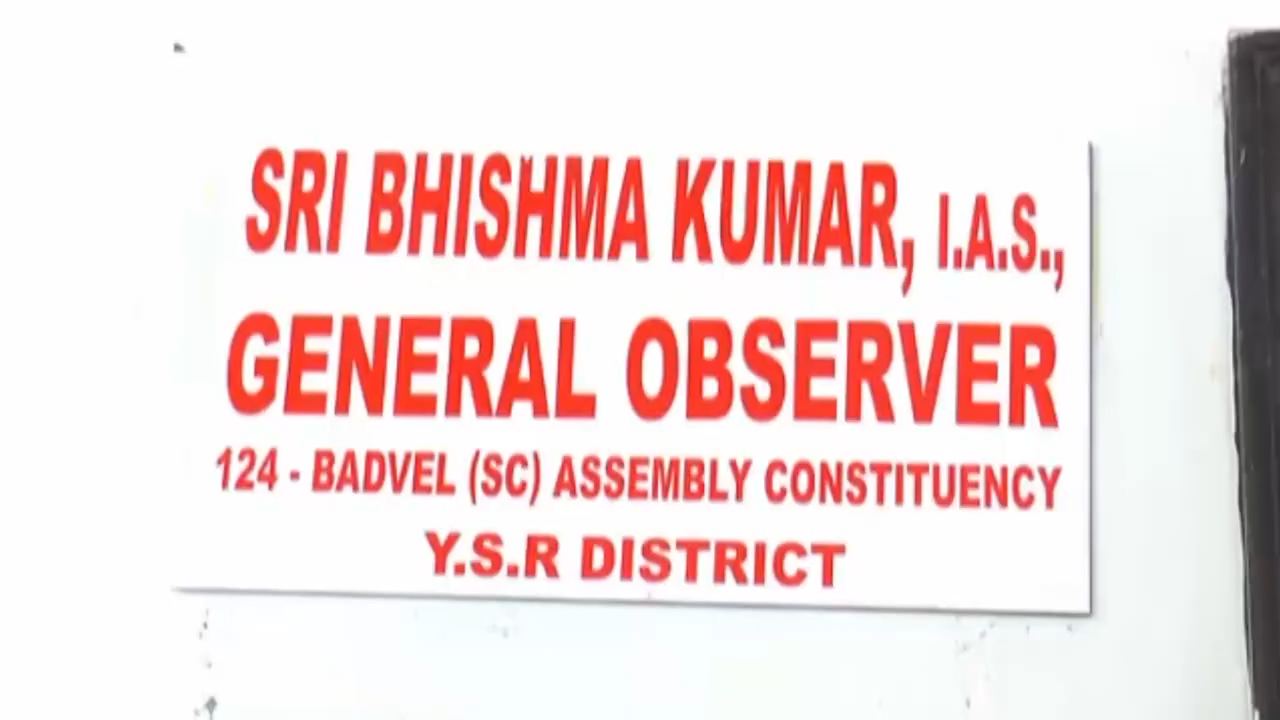 SRI BHISHMA KUMAR, I.A.S.,
GENERAL OBSERVER
124 - BADVEL (SC) ASSEMBLY CONSTITUENCY
Y.S.R DISTRICT